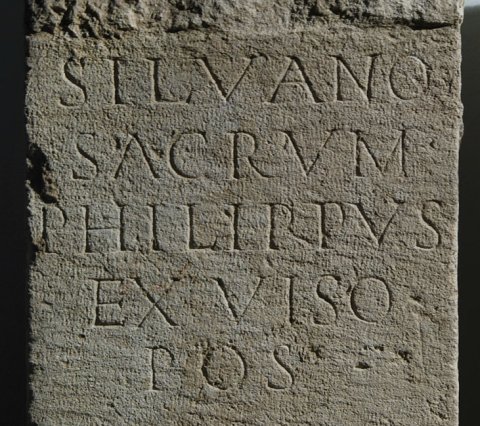 SILVANO
SACRVM
PHILIPPVS
EX VISO
POS